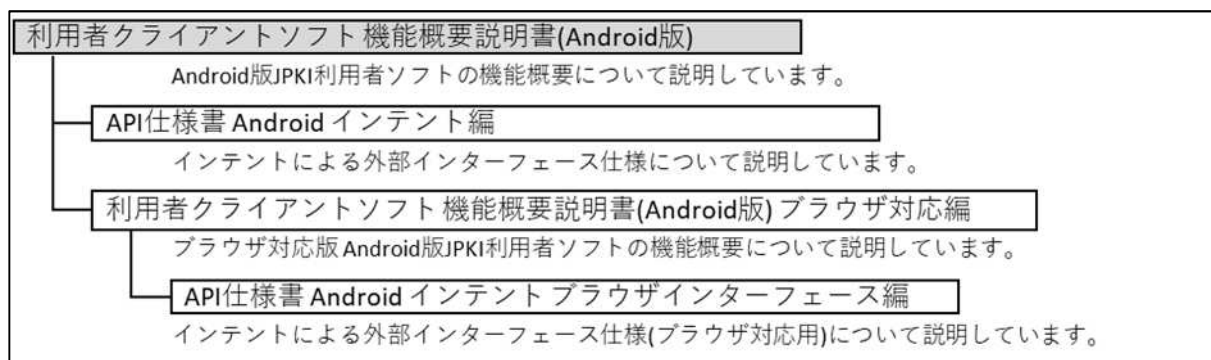 利用者クライアントソフト 機能概要説明書(Android版)
Android版JPKI利用者ソフトの機能概要について説明しています。
API仕様書 Android インテント編
インテントによる外部インターフェース仕様について説明しています。
利用者クライアントソフト 機能概要説明書(Android版) ブラウザ対応編
ブラウザ対応版 Android版JPKI利用者ソフトの機能概要について説明しています。
API仕様書 Android インテント ブラウザインターフェース編
インテントによる外部インターフェース仕様(ブラウザ対応用)について説明しています。